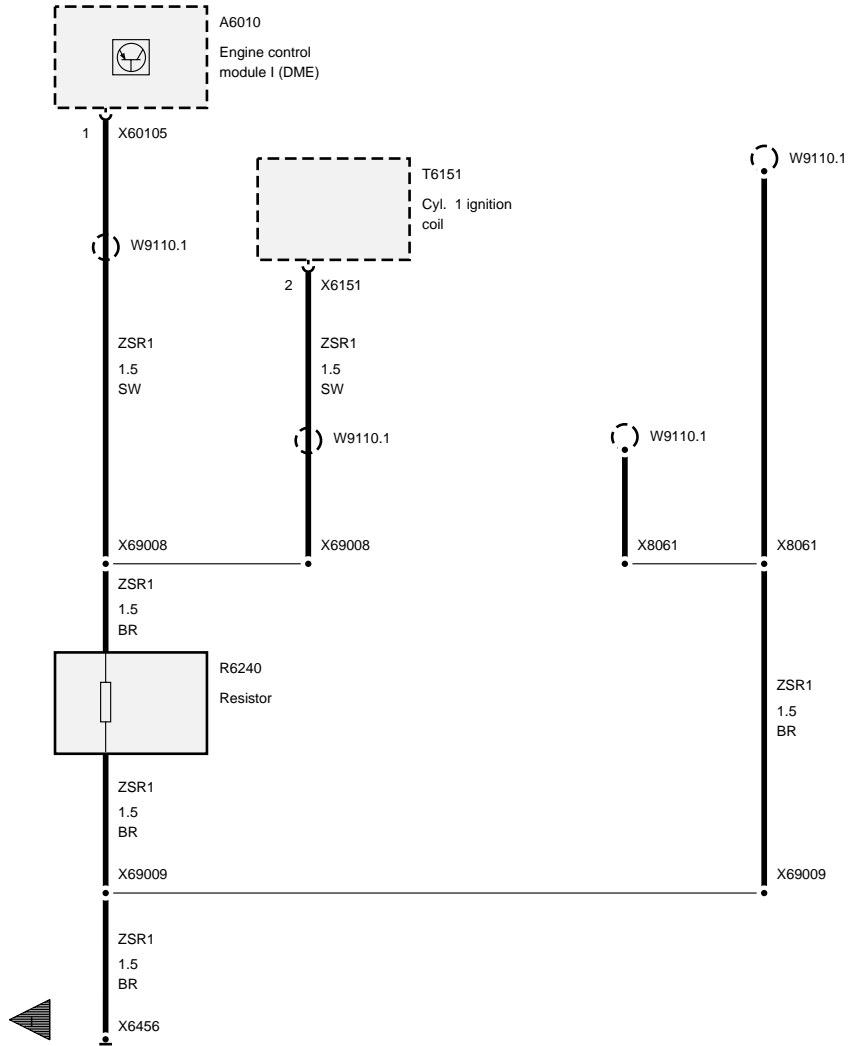 A6010
Engine control
module I (DME)
1
X60105
W9110.1
T6151
Cyl.  1 ignition
coil
W9110.1
2
X6151
ZSR1
1.5
SW
ZSR1
1.5
SW
W9110.1
W9110.1
X69008
X69008
X8061
X8061
ZSR1
1.5
BR
R6240
Resistor
ZSR1
1.5
BR
ZSR1
1.5
BR
X69009
X69009
ZSR1
1.5
BR
X6456